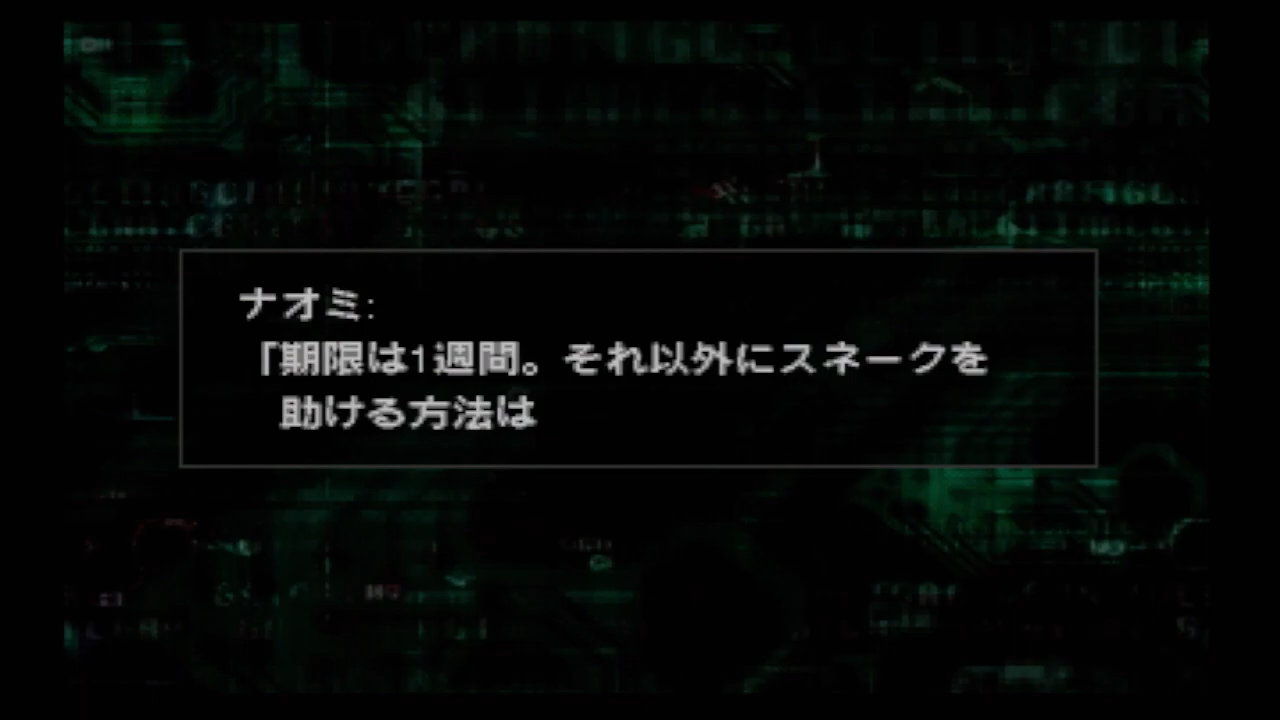 ナオミ:
「期限は1週間。それ以外にスネークを
助ける方法は